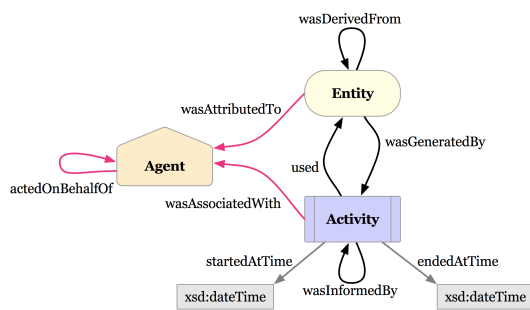 wasDerivedFrom
Entity
wasAttributedTo
wasGeneratedBy
used
Agent
actedOnBehalfOf
wasAssociatedWith
Activity
startedAtTime
endedAtTime
wasInformedBy
xsd:dateTime
xsd:dateTime